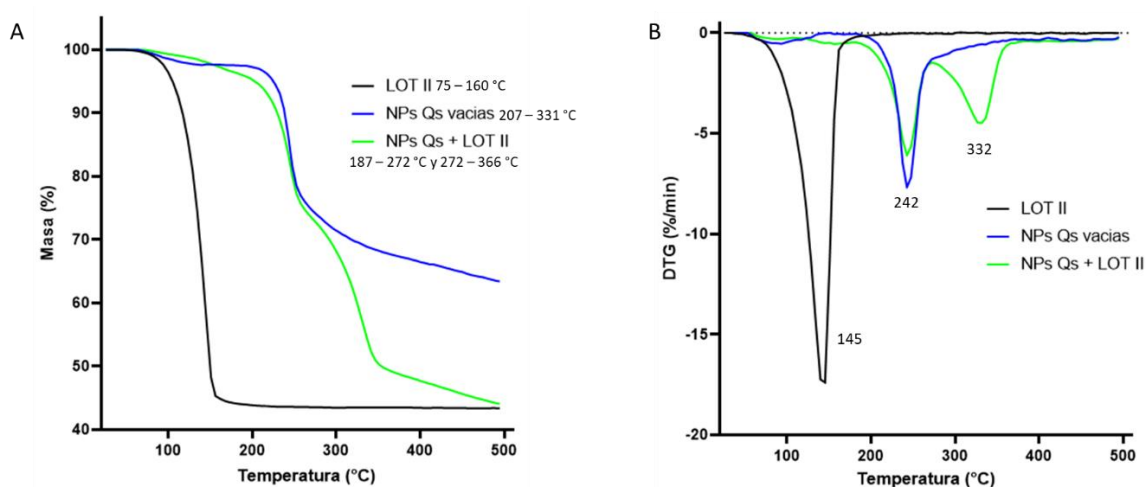 A
100
90
80
70
60
50
40
Masa (%)
100
200
300
400
500
Temperatura (°C)
LOT II 75 – 160 °C
NPs Qs vacias 207 – 331 °C
NPs Qs + LOT II
187 – 272 °C y 272 – 366 °C
B
0
-5
-10
-15
-20
DTG (%/min)
100
200
300
400
500
Temperatura (°C)
332
242
145
LOT II
NPs Qs vacias
NPs Qs + LOT II